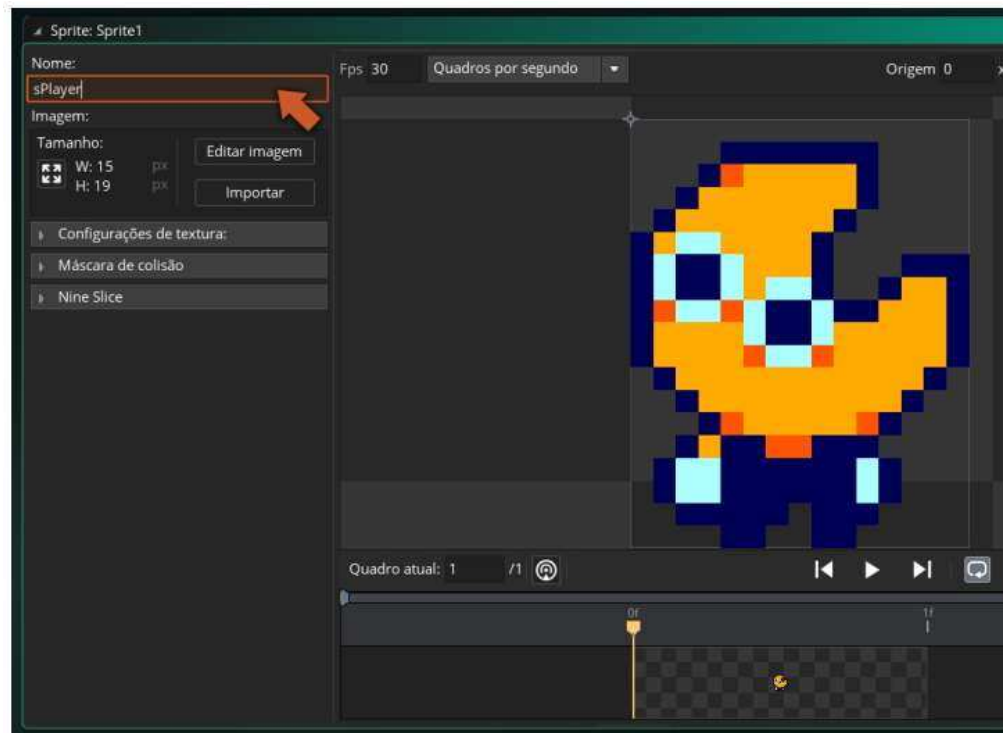 Sprite: Sprite1
Nome:
sPlayer
Imagem:
Tamanho:
W: 15 px
H: 19 px
Editar imagem
Importar
Configurações de textura:
Máscara de colisão
Nine Slice
Fps 30 Quadros por segundo Origem 0 x
Quadro atual: 1 /1
0f 1f